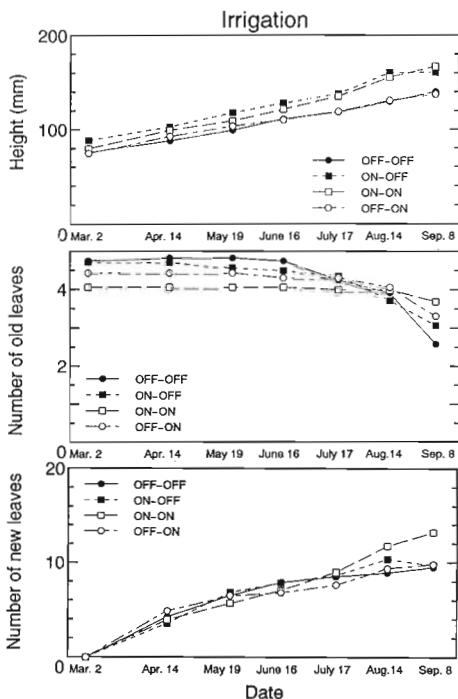 Irrigation
200
100
0
Height (mm)
OFF-OFF
ON-OFF
ON-ON
OFF-ON
Mar. 2 Apr. 14 May 19 June 16 July 17 Aug.14 Sep. 8
4
2
0
Number of old leaves
OFF-OFF
ON-OFF
ON-ON
OFF-ON
Mar. 2 Apr. 14 May 19 June 16 July 17 Aug.14 Sep. 8
20
10
0
Number of new leaves
OFF-OFF
ON-OFF
ON-ON
OFF-ON
Mar. 2 Apr. 14 May 19 June 16 July 17 Aug. 14 Sep. 8
Date